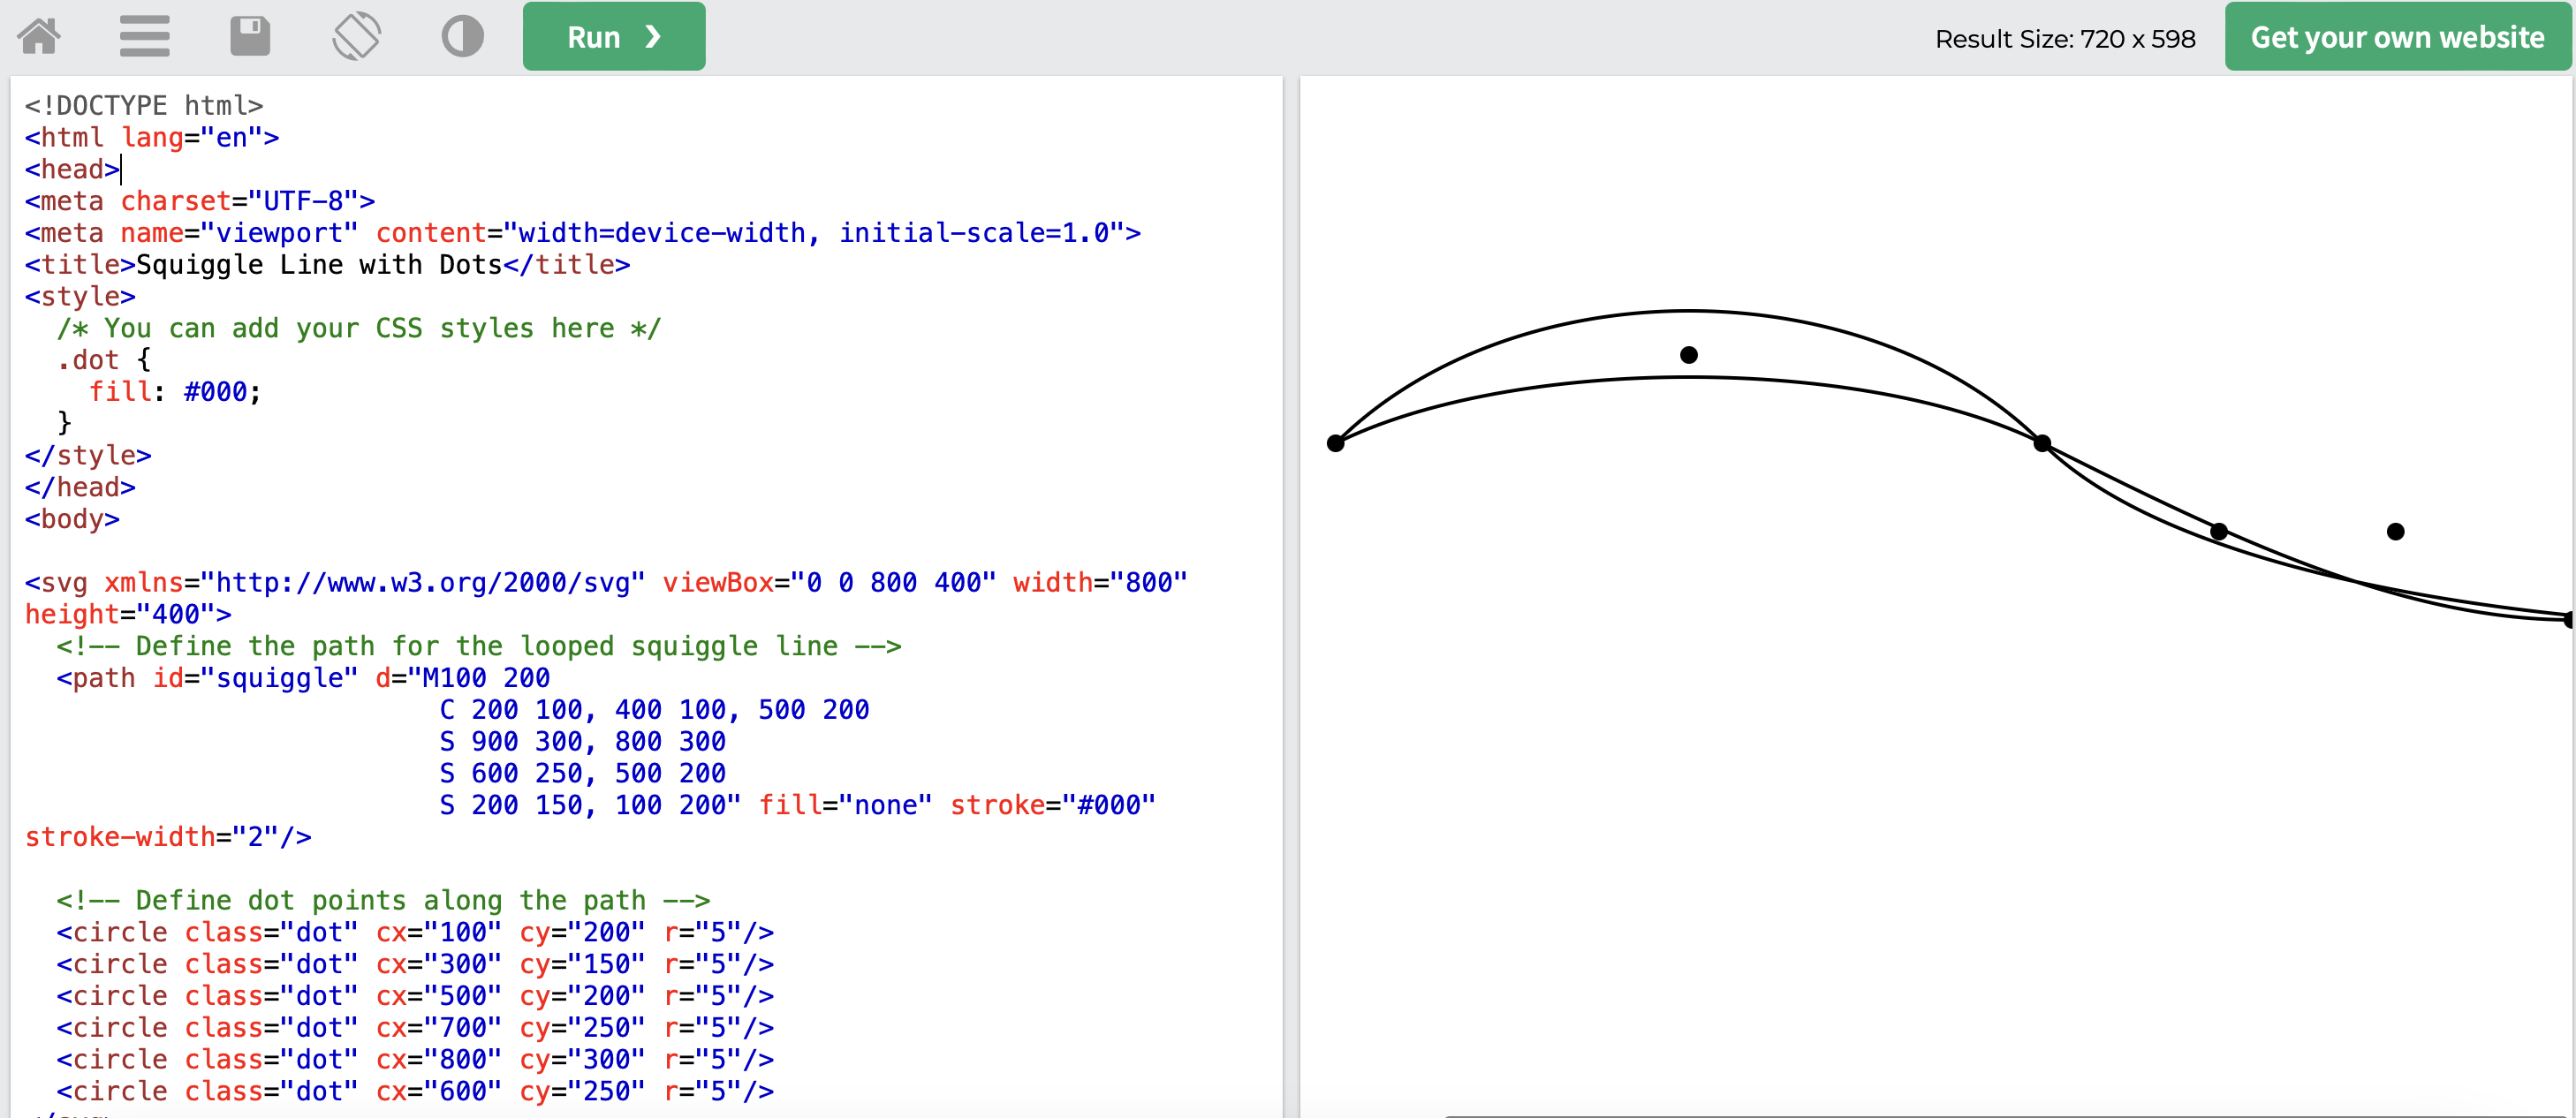 Run ❯
Result Size: 720 x 598
Get your own website
<!DOCTYPE html>
<html lang="en">
<head>
<meta charset="UTF-8">
<meta name="viewport" content="width=device-width, initial-scale=1.0">
<title>Squiggle Line with Dots</title>
<style>
  /* You can add your CSS styles here */
  .dot {
    fill: #000;
  }
</style>
</head>
<body>

<svg xmlns="http://www.w3.org/2000/svg" viewBox="0 0 800 400" width="800"
height="400">
  <!-- Define the path for the looped squiggle line -->
  <path id="squiggle" d="M100 200
                          C 200 100, 400 100, 500 200
                          S 900 300, 800 300
                          S 600 250, 500 200
                          S 200 150, 100 200" fill="none" stroke="#000"
stroke-width="2"/>

  <!-- Define dot points along the path -->
  <circle class="dot" cx="100" cy="200" r="5"/>
  <circle class="dot" cx="300" cy="150" r="5"/>
  <circle class="dot" cx="500" cy="200" r="5"/>
  <circle class="dot" cx="700" cy="250" r="5"/>
  <circle class="dot" cx="800" cy="300" r="5"/>
  <circle class="dot" cx="600" cy="250" r="5"/>